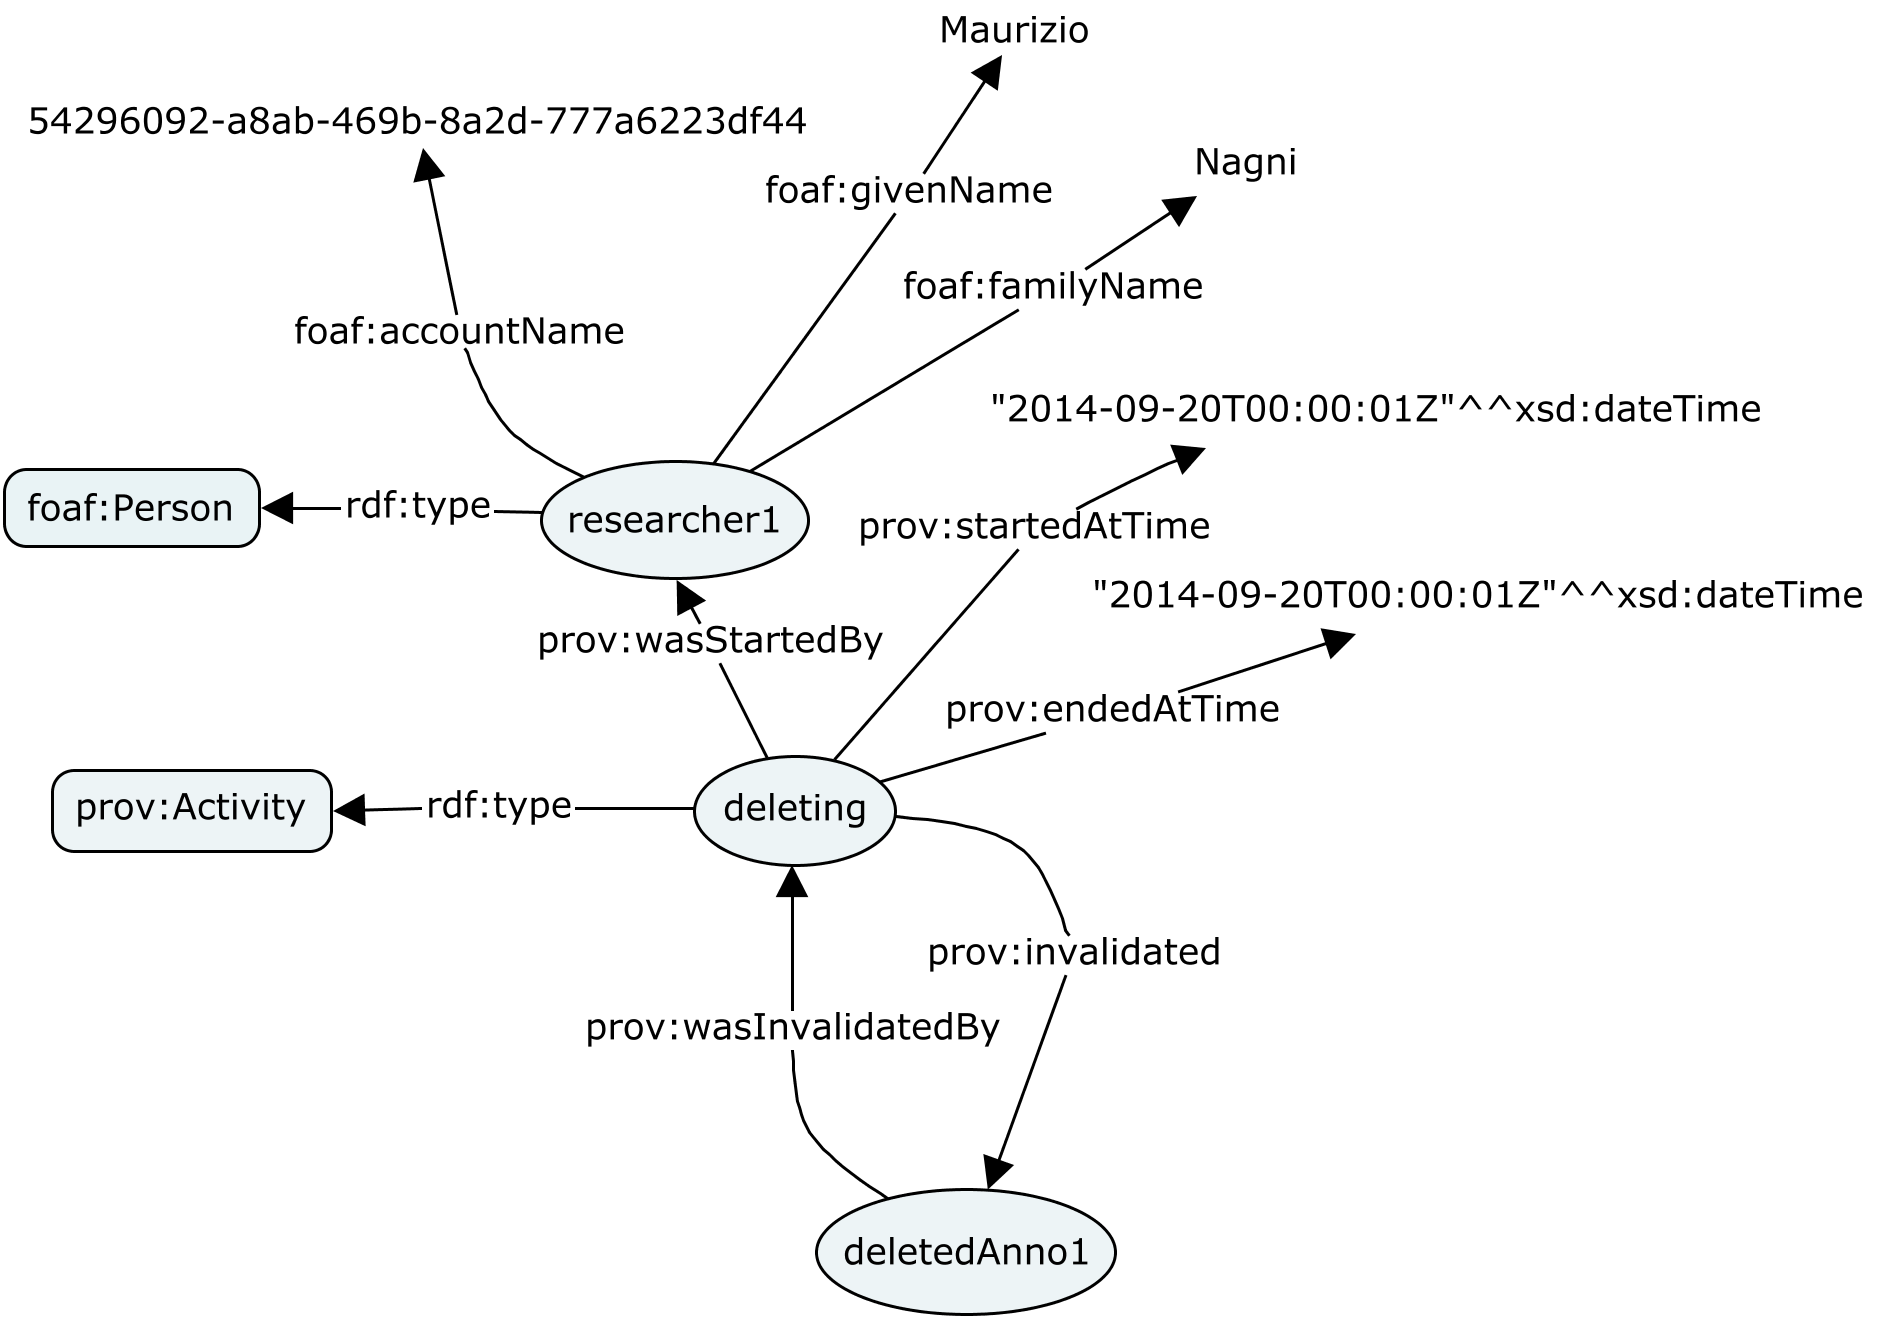 Maurizio
54296092-a8ab-469b-8a2d-777a6223df44
Nagni
foaf:givenName
foaf:familyName
foaf:accountName
"2014-09-20T00:00:01Z"^^xsd:dateTime
foaf:Person
rdf:type
researcher1
prov:startedAtTime
"2014-09-20T00:00:01Z"^^xsd:dateTime
prov:wasStartedBy
prov:endedAtTime
prov:Activity
rdf:type
deleting
prov:invalidated
prov:wasInvalidatedBy
deletedAnno1